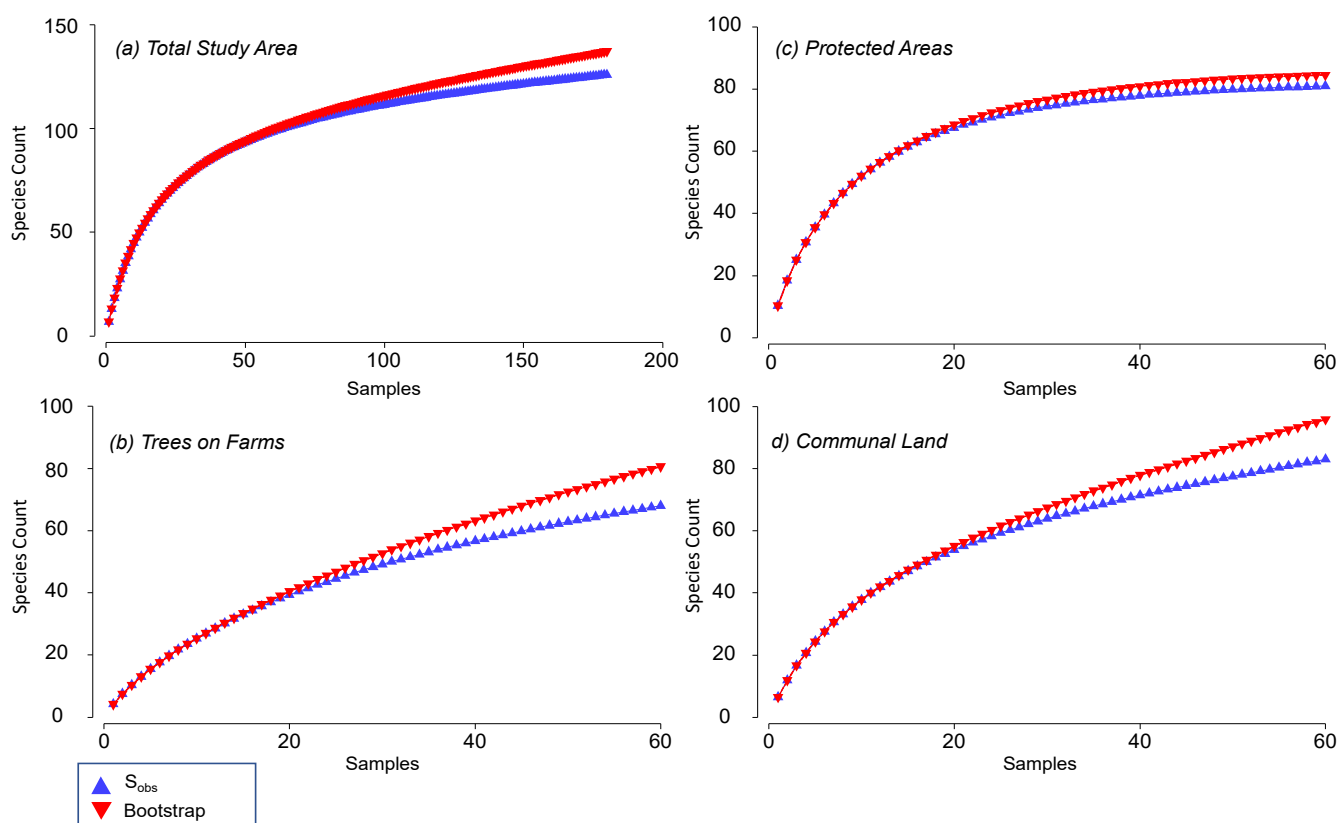 (a) Total Study Area
Species Count
150
100
50
0
0 50 100 150 200
Samples
(c) Protected Areas
Species Count
100
80
60
40
20
0
0 20 40 60
Samples
(b) Trees on Farms
Species Count
100
80
60
40
20
0
0 20 40 60
Samples
d) Communal Land
Species Count
100
80
60
40
20
0
0 20 40 60
Samples
Sobs
Bootstrap